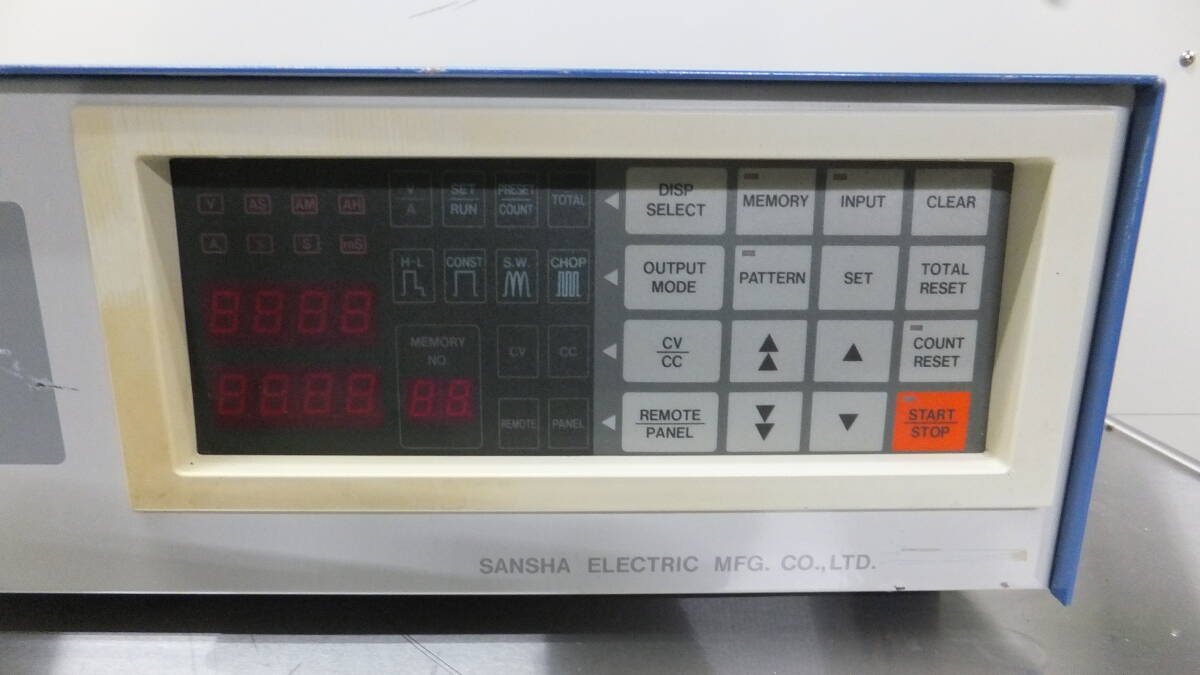 V AS AM AH
A s S mS
8888
8888
V
A
SET
RUN
PRESET
COUNT
TOTAL
H-L
CONST
S.W.
CHOP
MEMORY
NO
88
CV
CC
REMOTE
PANEL
DISP
SELECT
MEMORY
INPUT
CLEAR
OUTPUT
MODE
PATTERN
SET
TOTAL
RESET
CV
CC
COUNT
RESET
REMOTE
PANEL
START
STOP
SANSHA ELECTRIC MFG. CO.,LTD.